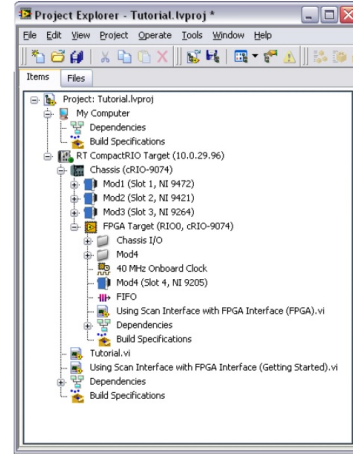 Project Explorer - Tutorial.lvproj *
File Edit View Project Operate Tools Window Help
Items Files
Project: Tutorial.lvproj
My Computer
Dependencies
Build Specifications
RT CompactRIO Target (10.0.29.96)
Chassis (cRIO-9074)
Mod1 (Slot 1, NI 9472)
Mod2 (Slot 2, NI 9421)
Mod3 (Slot 3, NI 9264)
FPGA Target (RIO0, cRIO-9074)
Chassis I/O
Mod4
40 MHz Onboard Clock
Mod4 (Slot 4, NI 9205)
FIFO
Using Scan Interface with FPGA Interface (FPGA).vi
Dependencies
Build Specifications
Tutorial.vi
Using Scan Interface with FPGA Interface (Getting Started).vi
Dependencies
Build Specifications